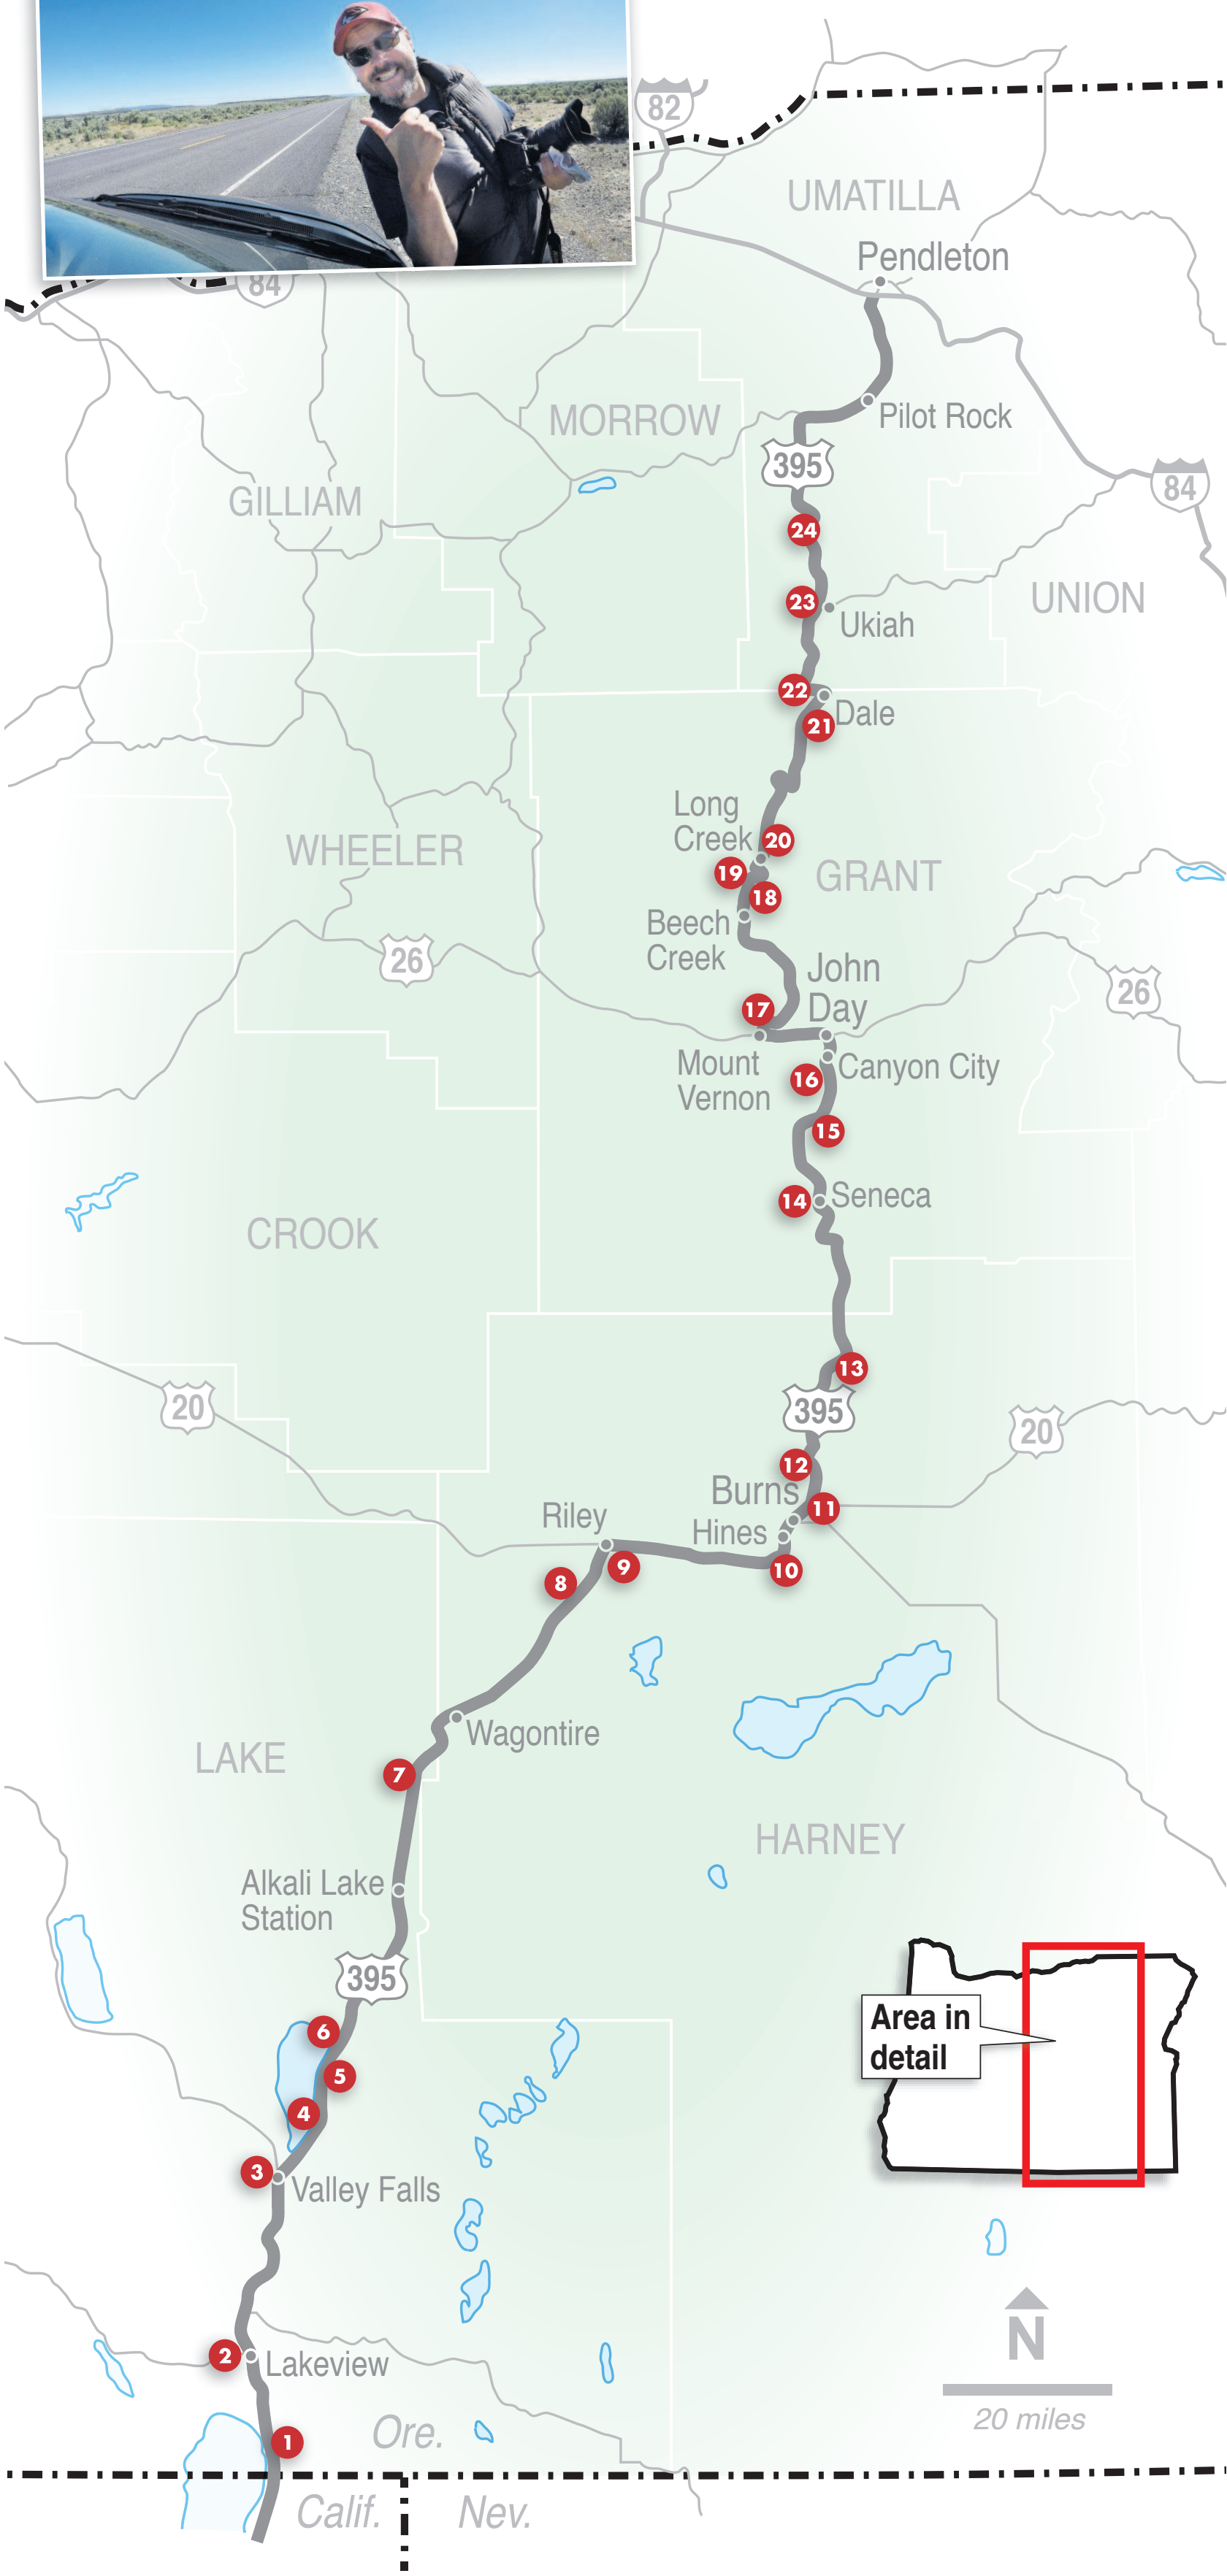 82
UMATILLA
Pendleton
84
MORROW
Pilot Rock
395
84
GILLIAM
24
UNION
23
Ukiah
22
Dale
21
Long
Creek
20
WHEELER
19
GRANT
18
Beech
Creek
26
John
Day
26
17
Mount
Vernon
Canyon City
16
15
14
Seneca
CROOK
13
395
20
20
12
Burns
11
Riley
Hines
9
10
8
Wagontire
LAKE
7
HARNEY
Alkali Lake
Station
395
Area in
detail
6
5
4
3
Valley Falls
N
20 miles
2
Lakeview
1
Ore.
Calif.
Nev.